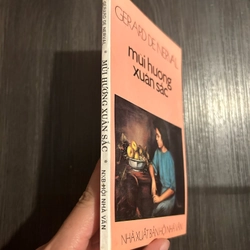 GÉRARD DE NERVAL
mùi hương
xuân sắc
NHÀ XUẤT BẢN HỘI NHÀ VĂN
GÉRARD DE NERVAL * MÙI HƯƠNG XUÂN SẮC * NXB HỘI NHÀ VĂN